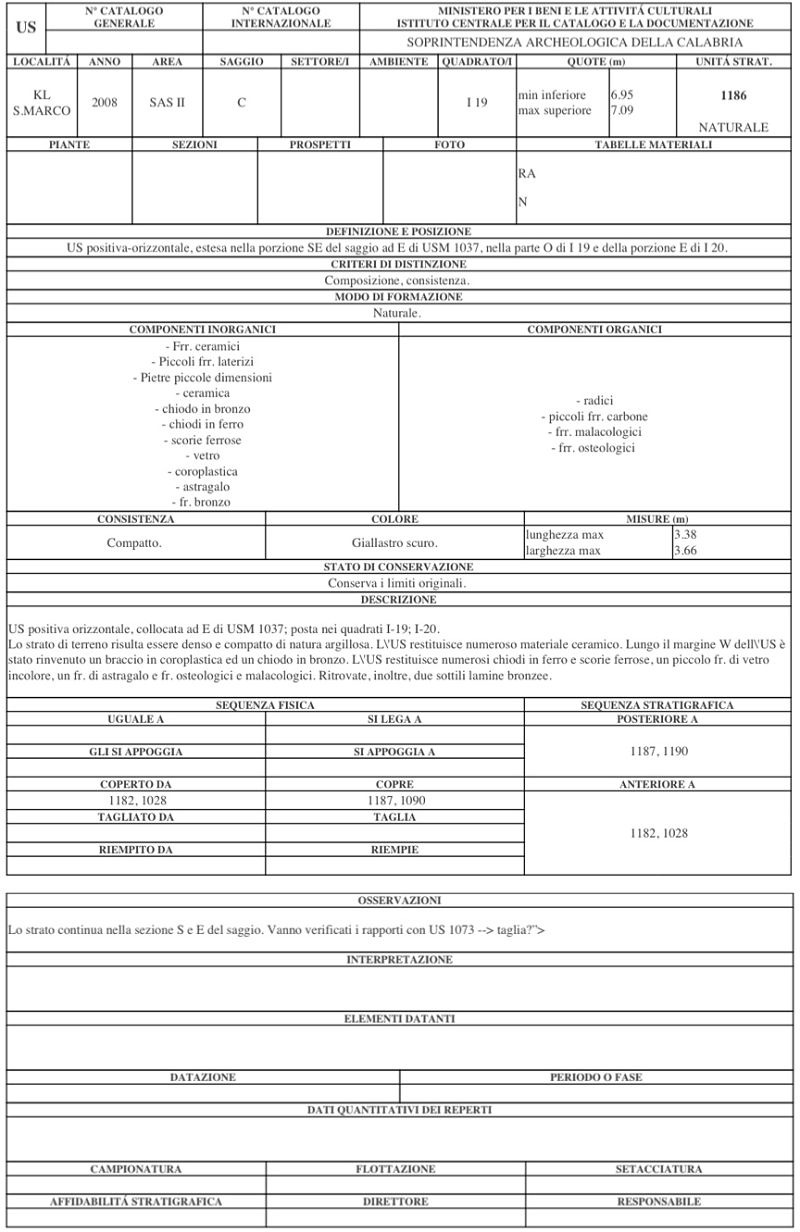 US
N° CATALOGO GENERALE
N° CATALOGO INTERNAZIONALE
MINISTERO PER I BENI E LE ATTIVITÁ CULTURALI
ISTITUTO CENTRALE PER IL CATALOGO E LA DOCUMENTAZIONE
SOPRINTENDENZA ARCHEOLOGICA DELLA CALABRIA
LOCALITÁ ANNO AREA SAGGIO SETTORE/I AMBIENTE QUADRATO/I QUOTE (m) UNITÁ STRAT.
KL S.MARCO
2008
SAS II
C
I 19
min inferiore 6.95
max superiore 7.09
1186
NATURALE
PIANTE SEZIONI PROSPETTI FOTO TABELLE MATERIALI
RA
N
DEFINIZIONE E POSIZIONE
US positiva-orizzontale, estesa nella porzione SE del saggio ad E di USM 1037, nella parte O di I 19 e della porzione E di I 20.
CRITERI DI DISTINZIONE
Composizione, consistenza.
MODO DI FORMAZIONE
Naturale.
COMPONENTI INORGANICI
- Frr. ceramici
- Piccoli frr. laterizi
- Pietre piccole dimensioni
- ceramica
- chiodo in bronzo
- chiodi in ferro
- scorie ferrose
- vetro
- coroplastica
- astragalo
- fr. bronzo
COMPONENTI ORGANICI
- radici
- piccoli frr. carbone
- frr. malacologici
- frr. osteologici
CONSISTENZA COLORE MISURE (m)
Compatto.
Giallastro scuro.
lunghezza max 3.38
larghezza max 3.66
STATO DI CONSERVAZIONE
Conserva i limiti originali.
DESCRIZIONE
US positiva orizzontale, collocata ad E di USM 1037; posta nei quadrati I-19; I-20.
Lo strato di terreno risulta essere denso e compatto di natura argillosa. L\'US restituisce numeroso materiale ceramico. Lungo il margine W dell\'US è
stato rinvenuto un braccio in coroplastica ed un chiodo in bronzo. L\'US restituisce numerosi chiodi in ferro e scorie ferrose, un piccolo fr. di vetro
incolore, un fr. di astragalo e fr. osteologici e malacologici. Ritrovate, inoltre, due sottili lamine bronzee.
SEQUENZA FISICA SEQUENZA STRATIGRAFICA
UGUALE A SI LEGA A POSTERIORE A
GLI SI APPOGGIA SI APPOGGIA A
1187, 1190
COPERTO DA COPRE ANTERIORE A
1182, 1028 1187, 1090
TAGLIATO DA TAGLIA
1182, 1028
RIEMPITO DA RIEMPIE
OSSERVAZIONI
Lo strato continua nella sezione S e E del saggio. Vanno verificati i rapporti con US 1073 --> taglia?">
INTERPRETAZIONE
ELEMENTI DATANTI
DATAZIONE PERIODO O FASE
DATI QUANTITATIVI DEI REPERTI
CAMPIONATURA FLOTTAZIONE SETACCIATURA
AFFIDABILITÁ STRATIGRAFICA DIRETTORE RESPONSABILE